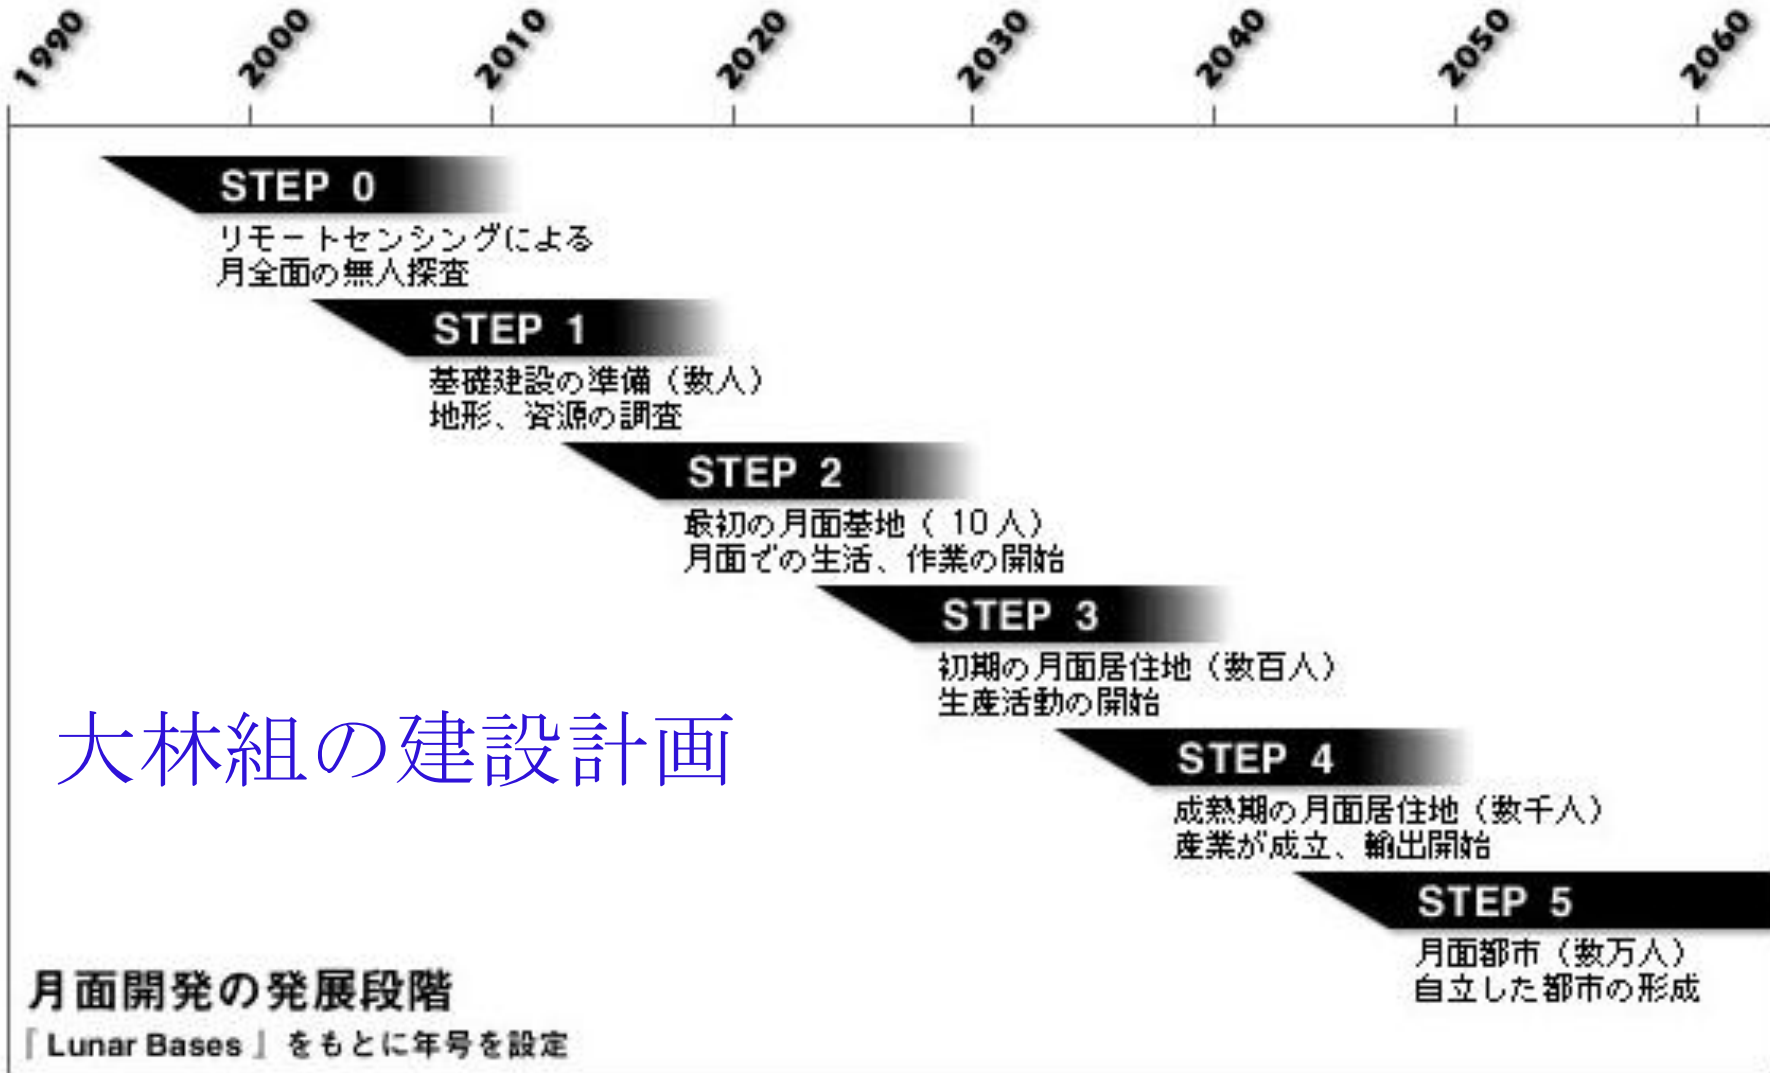 1990 2000 2010 2020 2030 2040 2050 2060
STEP 0
リモートセンシングによる
月全面の無人探査
STEP 1
基礎建設の準備（数人）
地形、資源の調査
STEP 2
最初の月面基地（ 10人）
月面での生活、作業の開始
STEP 3
初期の月面居住地（数百人）
生産活動の開始
大林組の建設計画
STEP 4
成熟期の月面居住地（数千人）
産業が成立、輸出開始
STEP 5
月面都市（数万人）
自立した都市の形成
月面開発の発展段階
『Lunar Bases』をもとに年号を設定